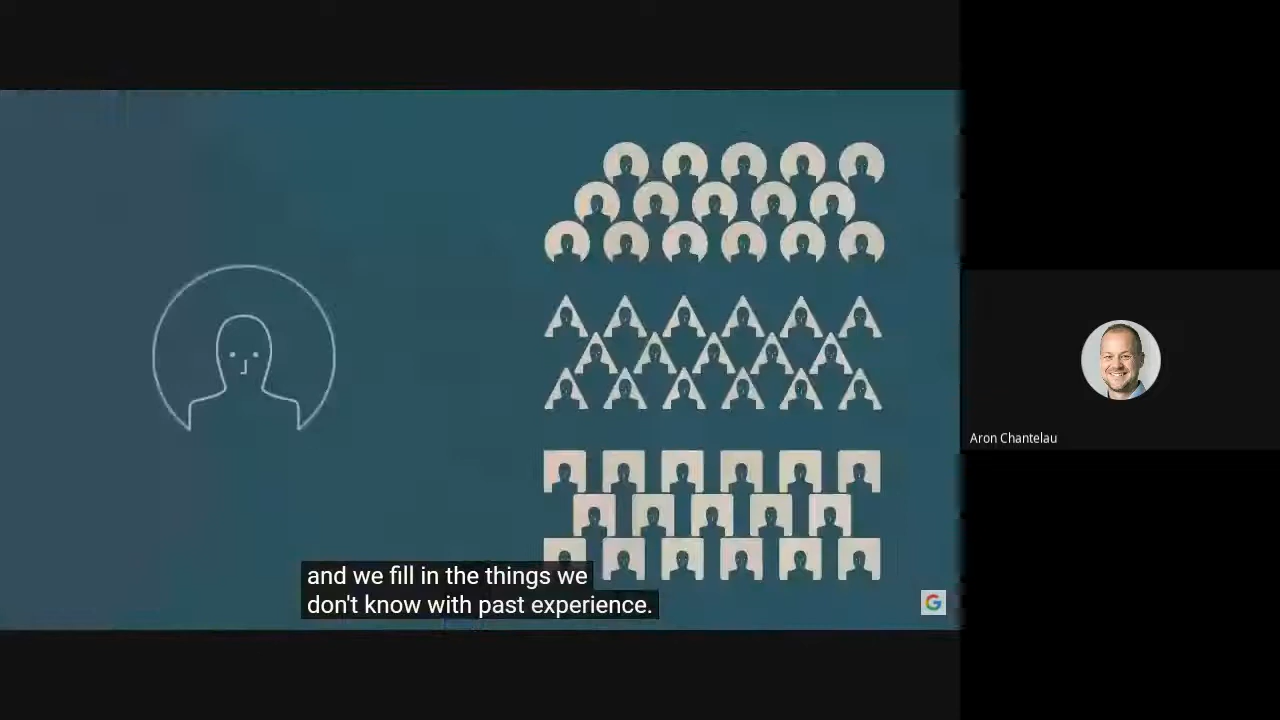 and we fill in the things we
don't know with past experience.
Aron Chantelau